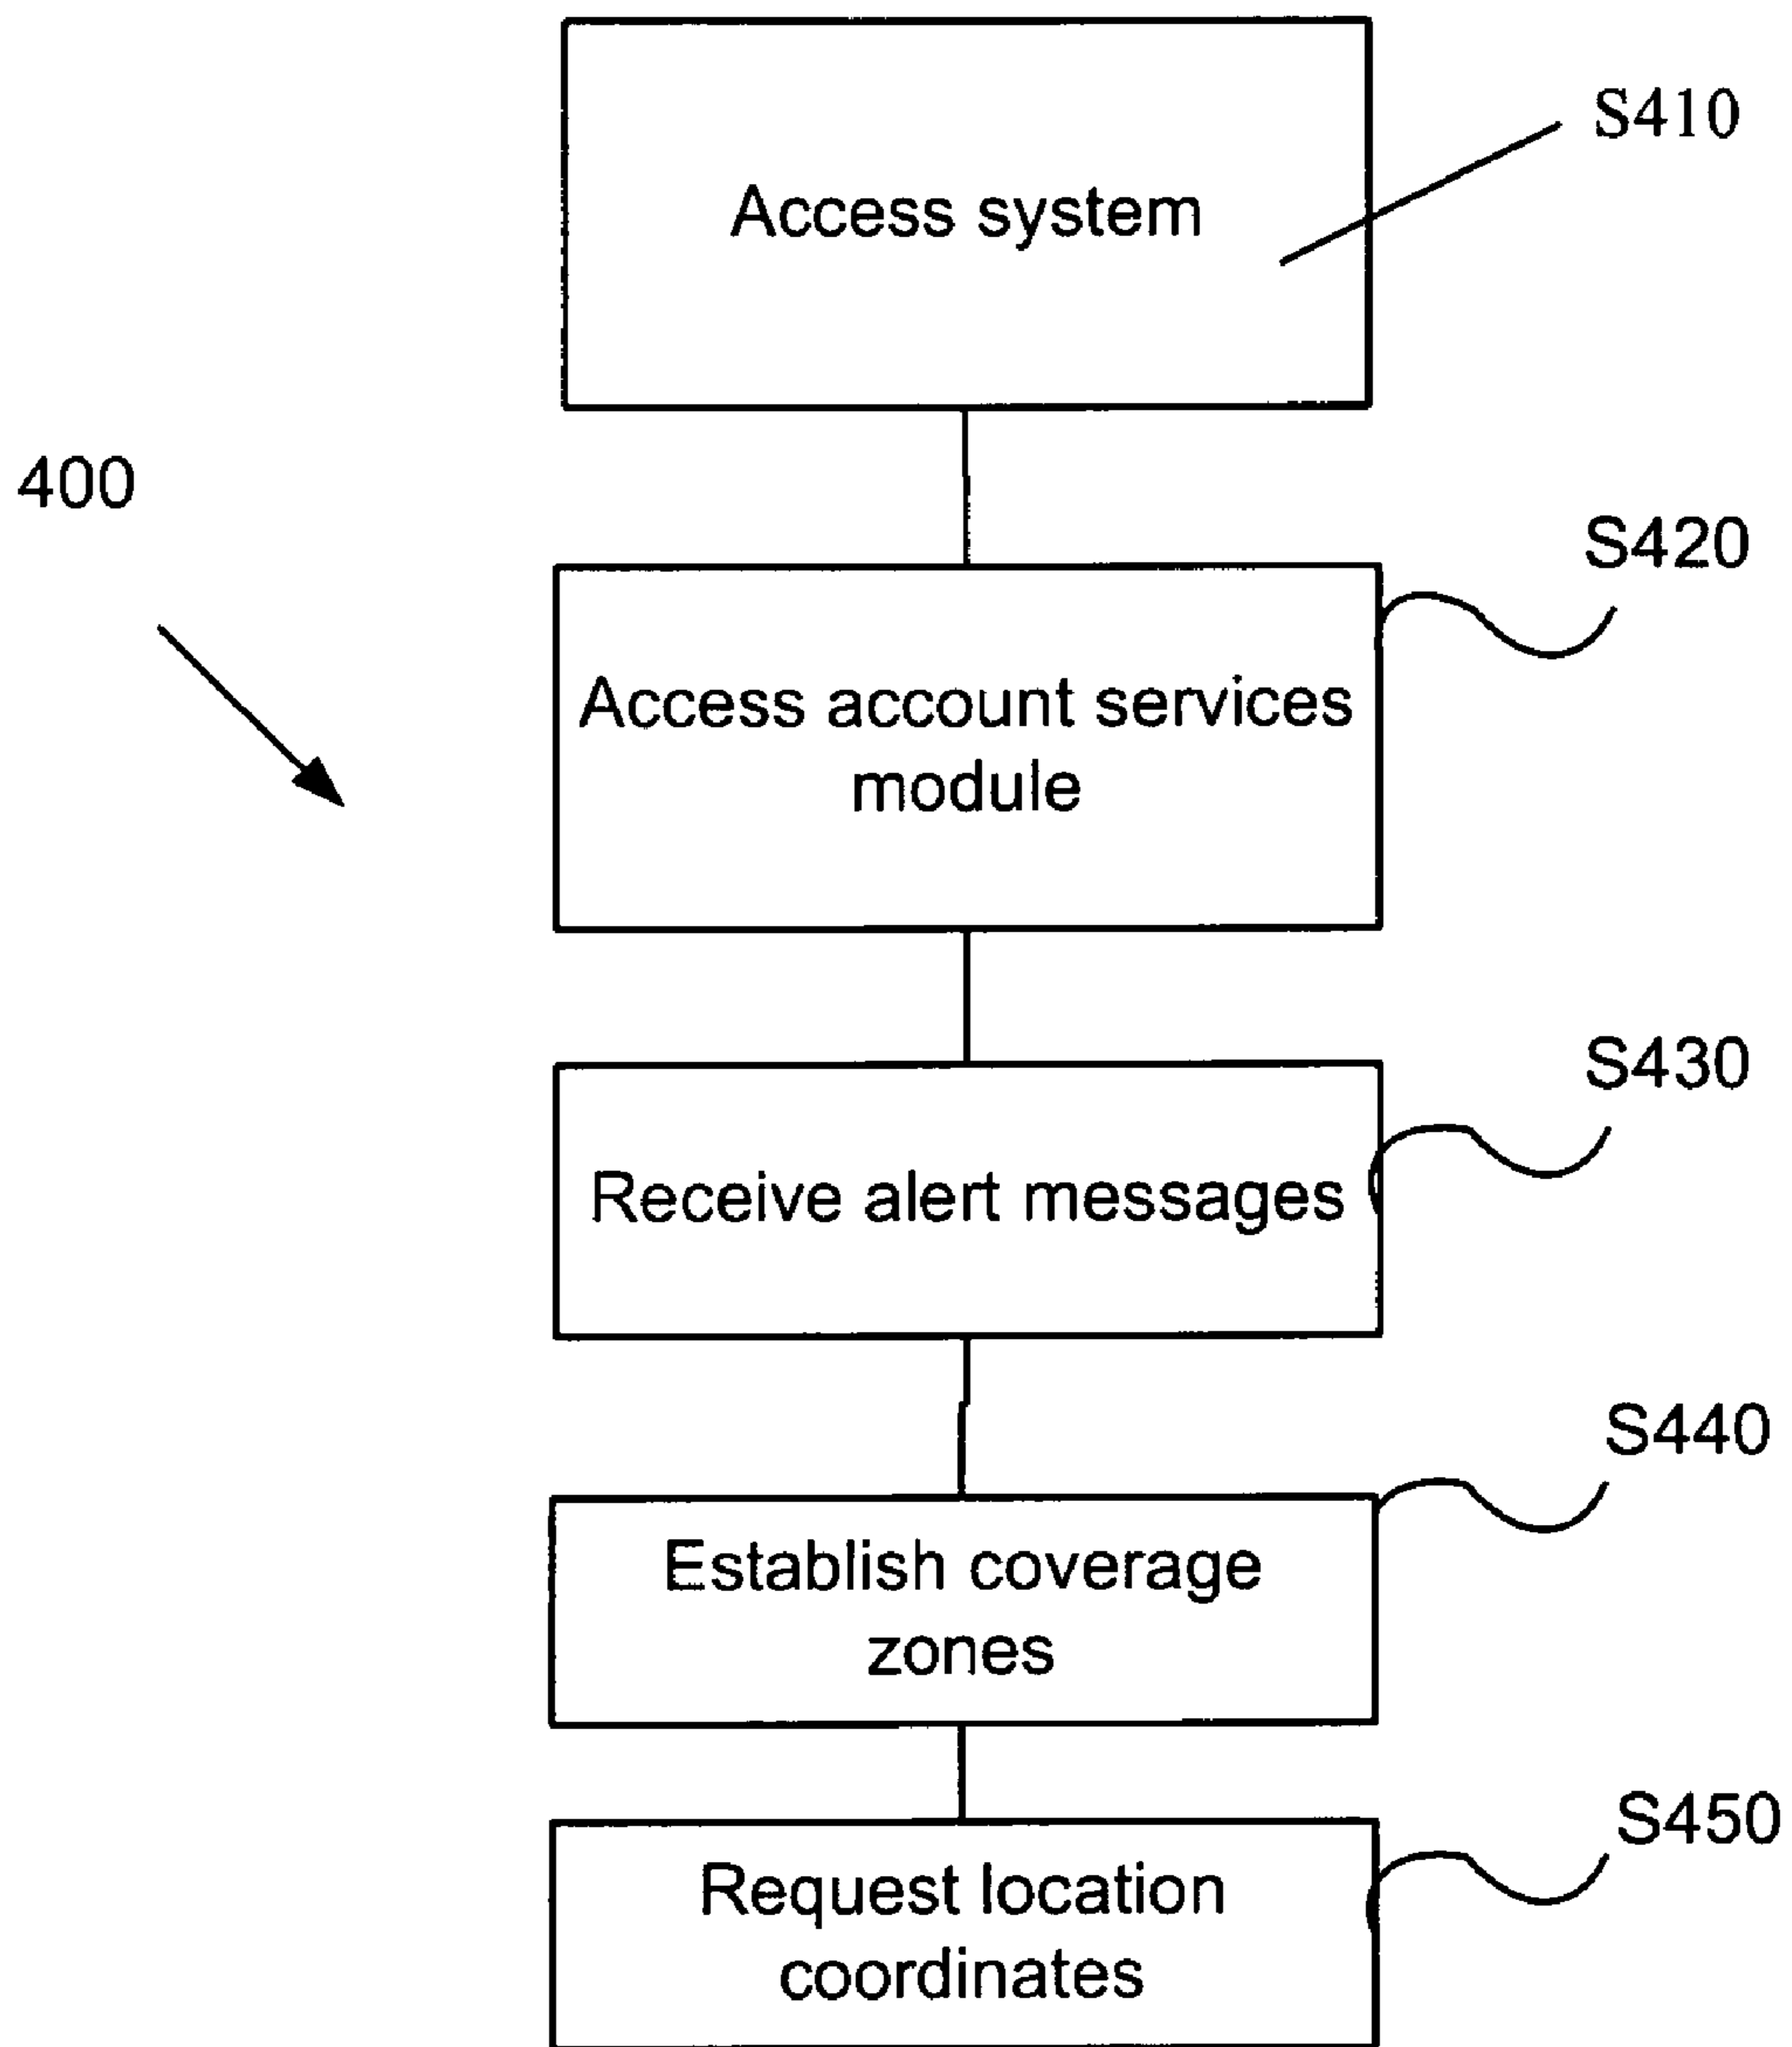 S410
Access system
400
S420
Access account services
module
S430
Receive alert messages
S440
Establish coverage
zones
S450
Request location
coordinates